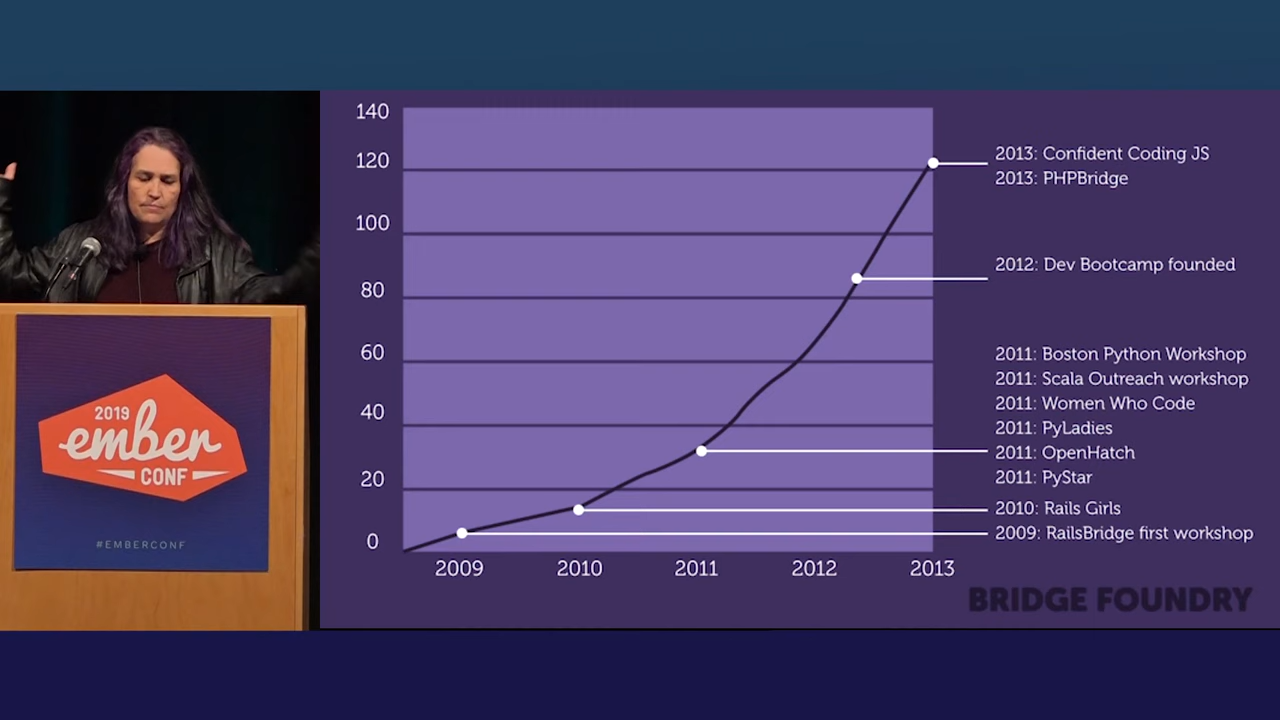 2019
ember
CONF
#EMBERCONF
140
120
100
80
60
40
20
0
2009 2010 2011 2012 2013
2013: Confident Coding JS
2013: PHPBridge
2012: Dev Bootcamp founded
2011: Boston Python Workshop
2011: Scala Outreach workshop
2011: Women Who Code
2011: PyLadies
2011: OpenHatch
2011: PyStar
2010: Rails Girls
2009: RailsBridge first workshop
BRIDGE FOUNDRY